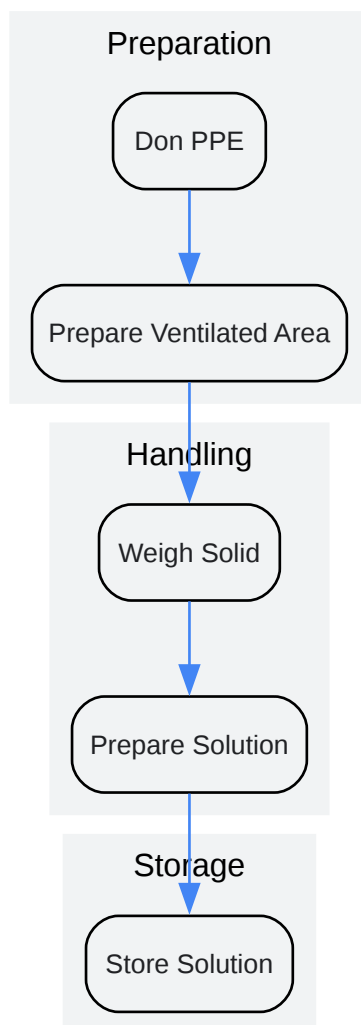 Preparation
Don PPE
Prepare Ventilated Area
Handling
Weigh Solid
Prepare Solution
Storage
Store Solution